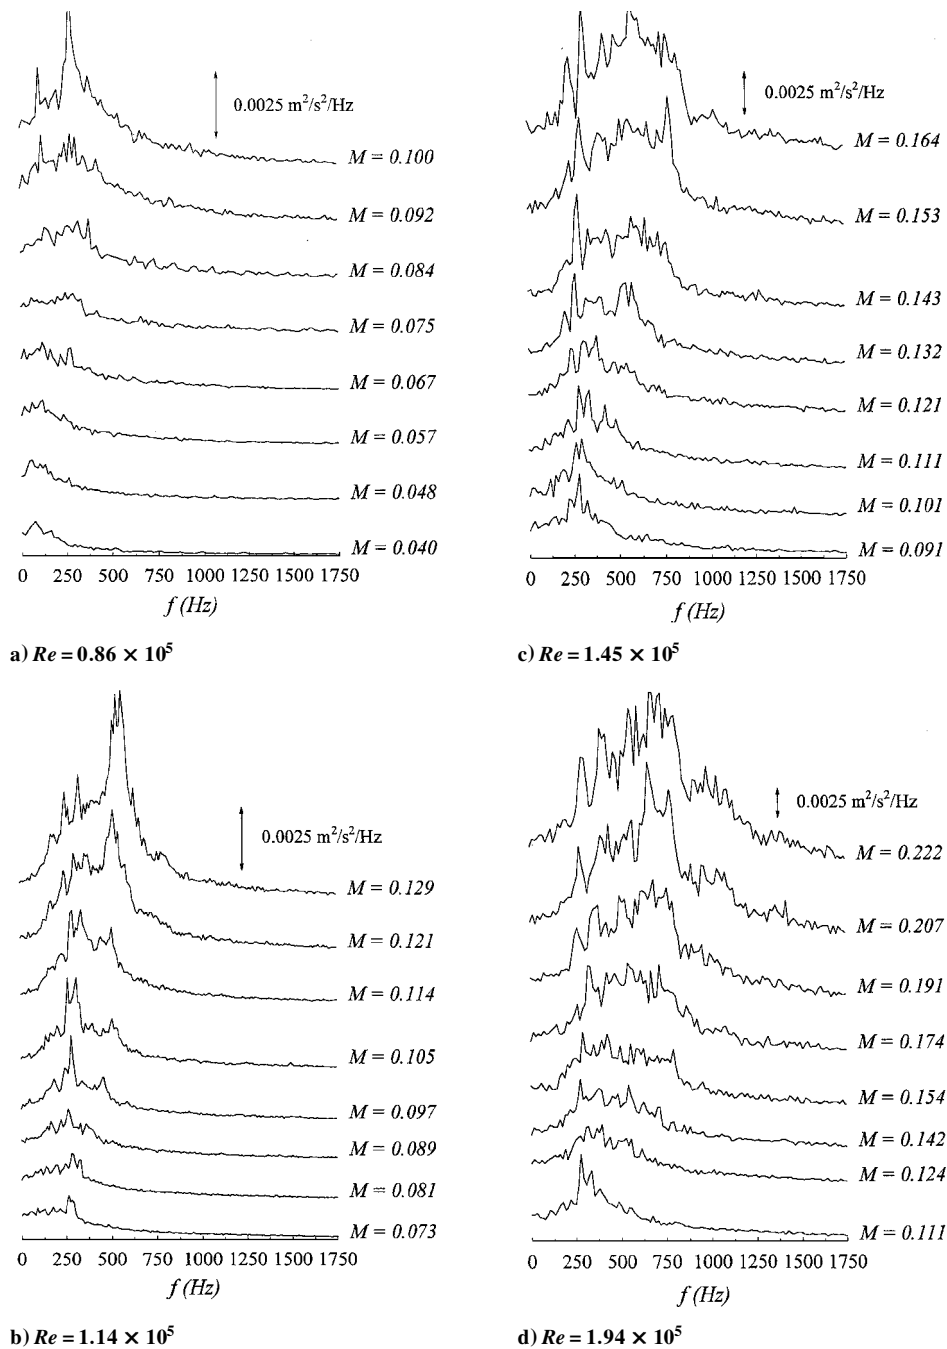 0.0025 m²/s²/Hz
M = 0.100
M = 0.092
M = 0.084
M = 0.075
M = 0.067
M = 0.057
M = 0.048
M = 0.040
0 250 500 750 1000 1250 1500 1750
f (Hz)
a) Re = 0.86 × 10⁵
0.0025 m²/s²/Hz
M = 0.129
M = 0.121
M = 0.114
M = 0.105
M = 0.097
M = 0.089
M = 0.081
M = 0.073
0 250 500 750 1000 1250 1500 1750
f (Hz)
b) Re = 1.14 × 10⁵
0.0025 m²/s²/Hz
M = 0.164
M = 0.153
M = 0.143
M = 0.132
M = 0.121
M = 0.111
M = 0.101
M = 0.091
0 250 500 750 1000 1250 1500 1750
f (Hz)
c) Re = 1.45 × 10⁵
0.0025 m²/s²/Hz
M = 0.222
M = 0.207
M = 0.191
M = 0.174
M = 0.154
M = 0.142
M = 0.124
M = 0.111
0 250 500 750 1000 1250 1500 1750
f (Hz)
d) Re = 1.94 × 10⁵